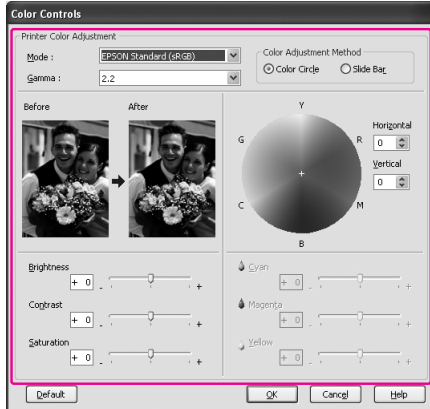 Color Controls
Printer Color Adjustment
Mode : EPSON Standard (sRGB)
Gamma : 2.2
Color Adjustment Method
Color Circle Slide Bar
Before After
Y
G R
C M
B
Horizontal
0
Vertical
0
Brightness
+ 0 - +
Contrast
+ 0 - +
Saturation
+ 0 - +
Cyan
+ 0 - +
Magenta
+ 0 - +
Yellow
+ 0 - +
Default OK Cancel Help